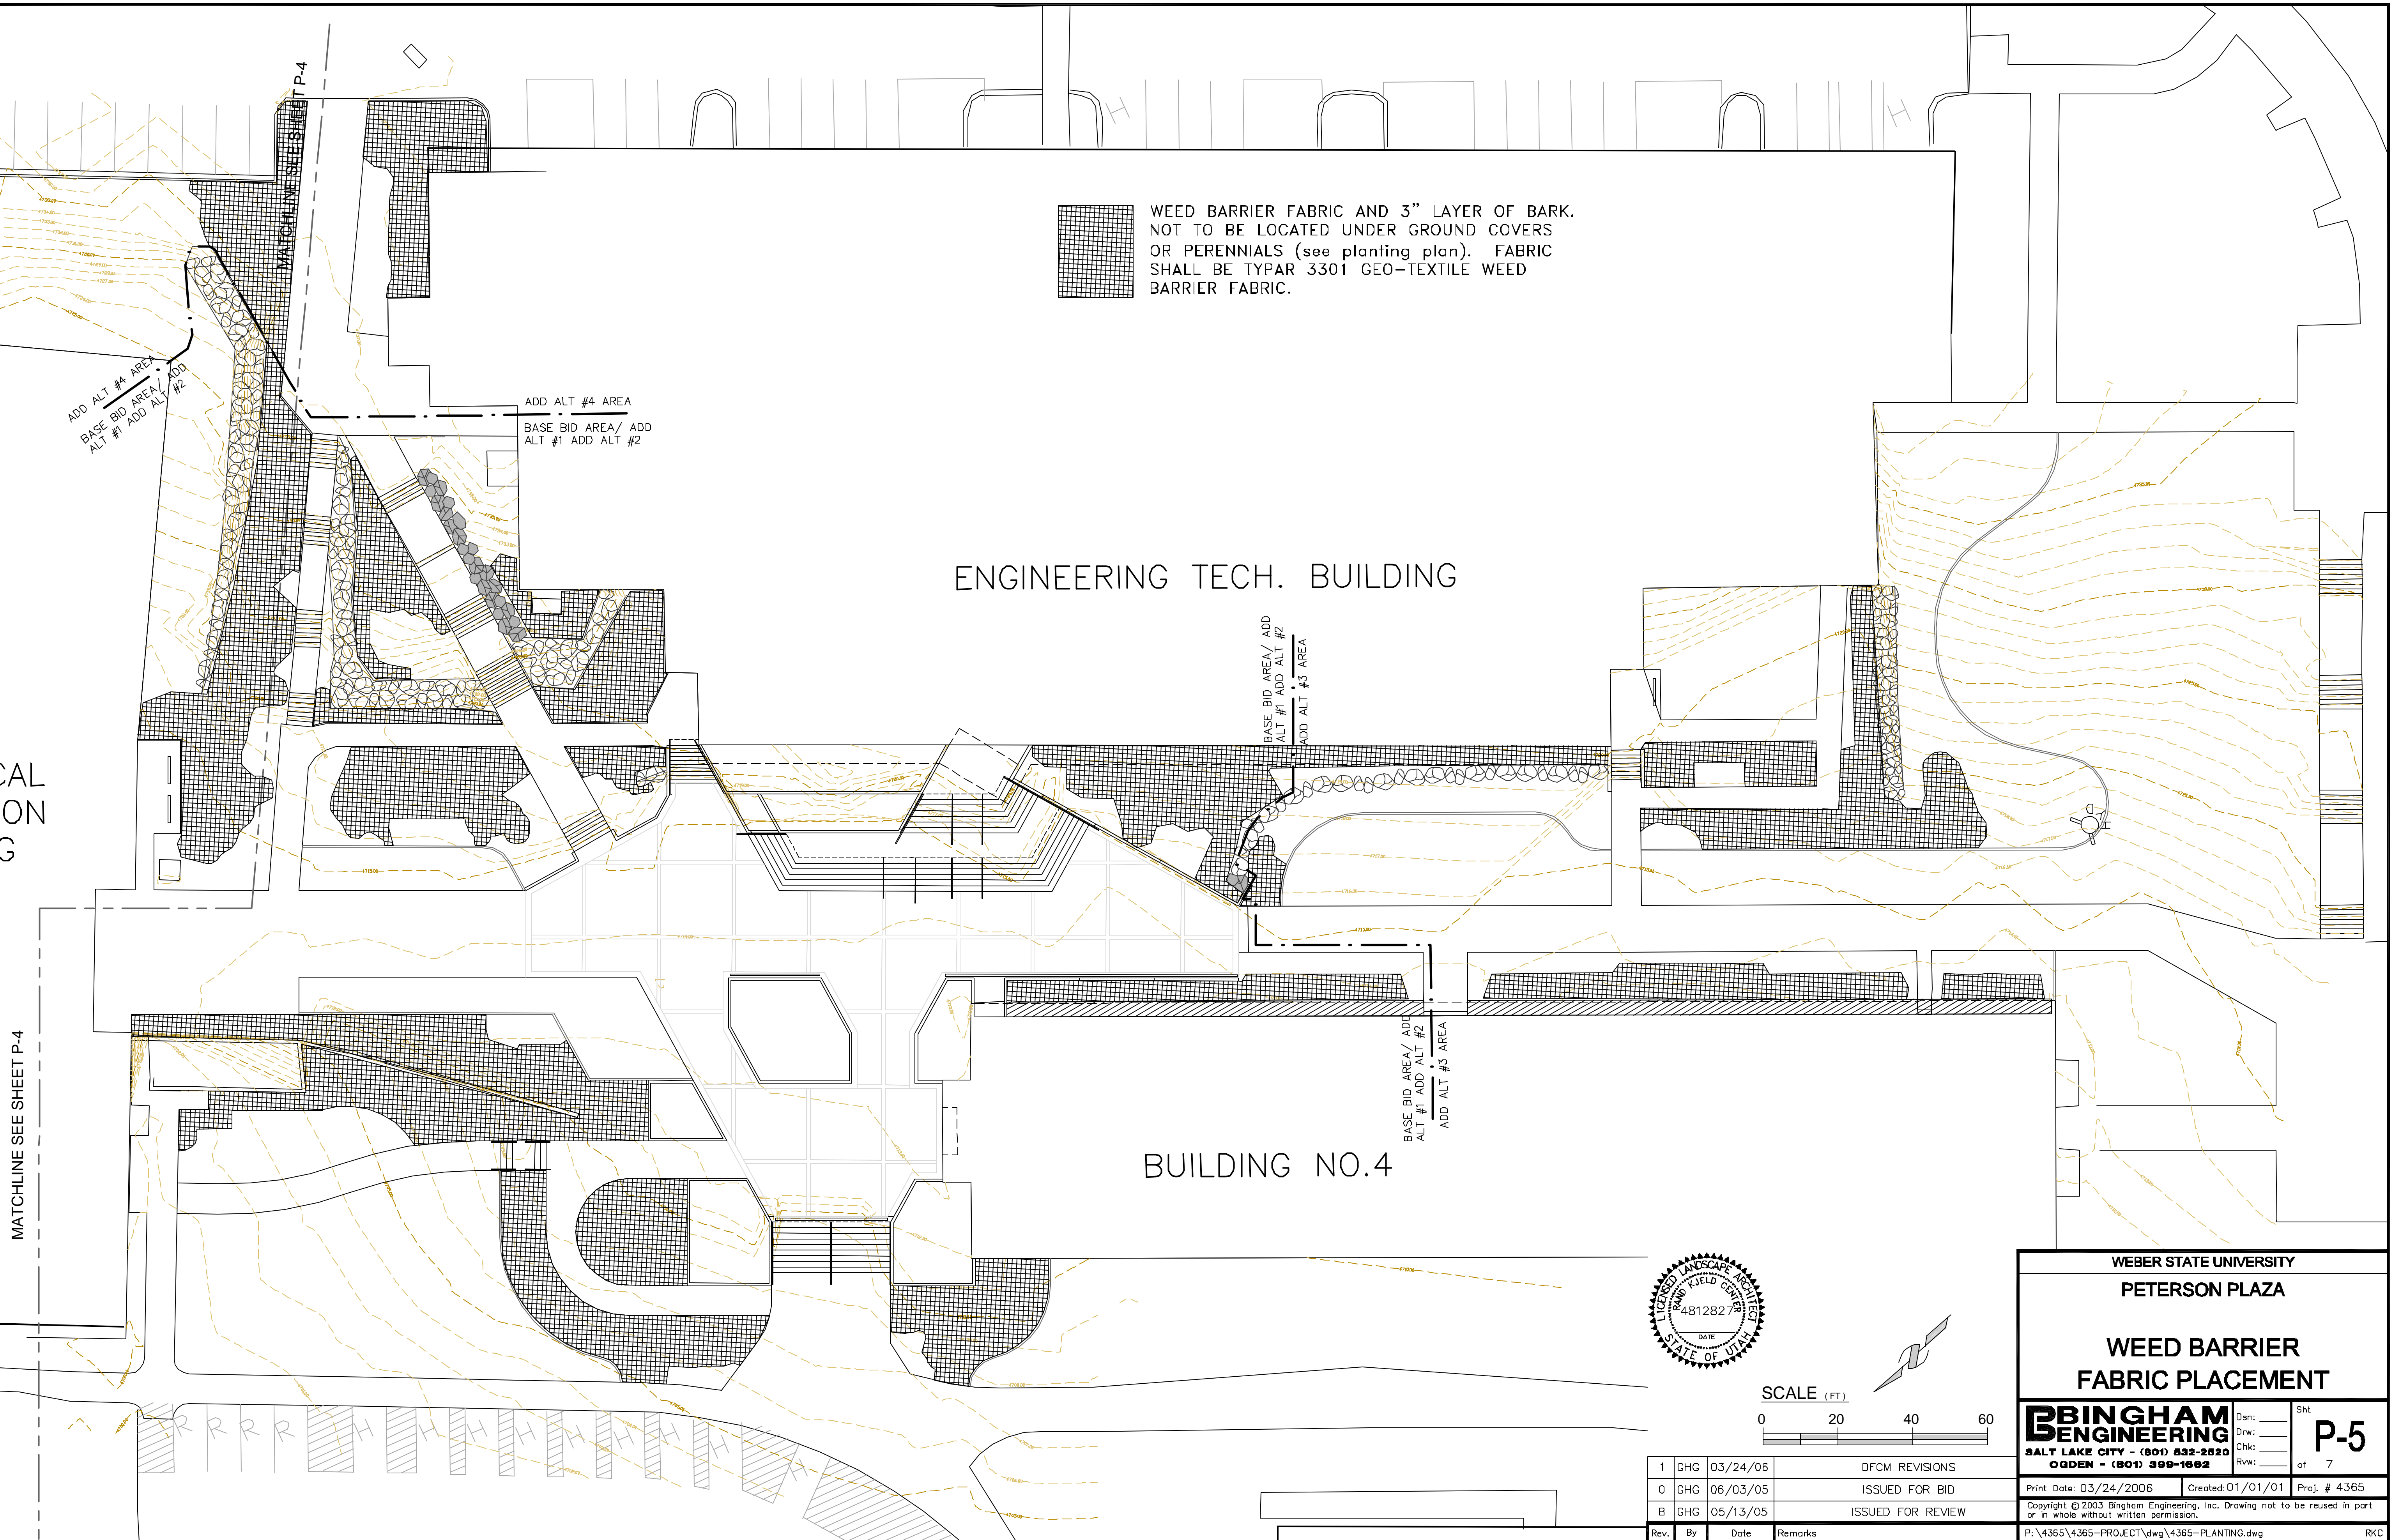 MATCHLINE SEE SHEET P-4
WEED BARRIER FABRIC AND 3” LAYER OF BARK.
NOT TO BE LOCATED UNDER GROUND COVERS
OR PERENNIALS (see planting plan).  FABRIC
SHALL BE TYPAR 3301 GEO-TEXTILE WEED
BARRIER FABRIC.
ADD ALT #4 AREA
BASE BID AREA/ ADD
ALT #1 ADD ALT #2
ADD ALT #4 AREA
BASE BID AREA/ ADD
ALT #1 ADD ALT #2
ENGINEERING TECH. BUILDING
BASE BID AREA/ ADD
ALT #1 ADD ALT #2
ADD ALT #3 AREA
CAL
ON
G
D
H
MATCHLINE SEE SHEET P-4
BASE BID AREA/ ADD
ALT #1 ADD ALT #2
ADD ALT #3 AREA
BUILDING NO.4
LICENSED LANDSCAPE ARCHITECT
RAND KJELD CENTER
4812827
DATE
STATE OF UTAH
SCALE (FT)
0 20 40 60
R R R R H H H H H H H H
1 GHG 03/24/06 DFCM REVISIONS
0 GHG 06/03/05 ISSUED FOR BID
B GHG 05/13/05 ISSUED FOR REVIEW
Rev. By Date Remarks
WEBER STATE UNIVERSITY
PETERSON PLAZA
WEED BARRIER
FABRIC PLACEMENT
BINGHAM
ENGINEERING
SALT LAKE CITY - (801) 532-2520
OGDEN - (801) 399-1662
Dsn:
Drw:
Chk:
Rvw:
Sht
P-5
of 7
Print Date: 03/24/2006 Created: 01/01/01 Proj. # 4365
Copyright © 2003 Bingham Engineering, Inc. Drawing not to be reused in part
or in whole without written permission.
P:\4365\4365-PROJECT\dwg\4365-PLANTING.dwg RKC